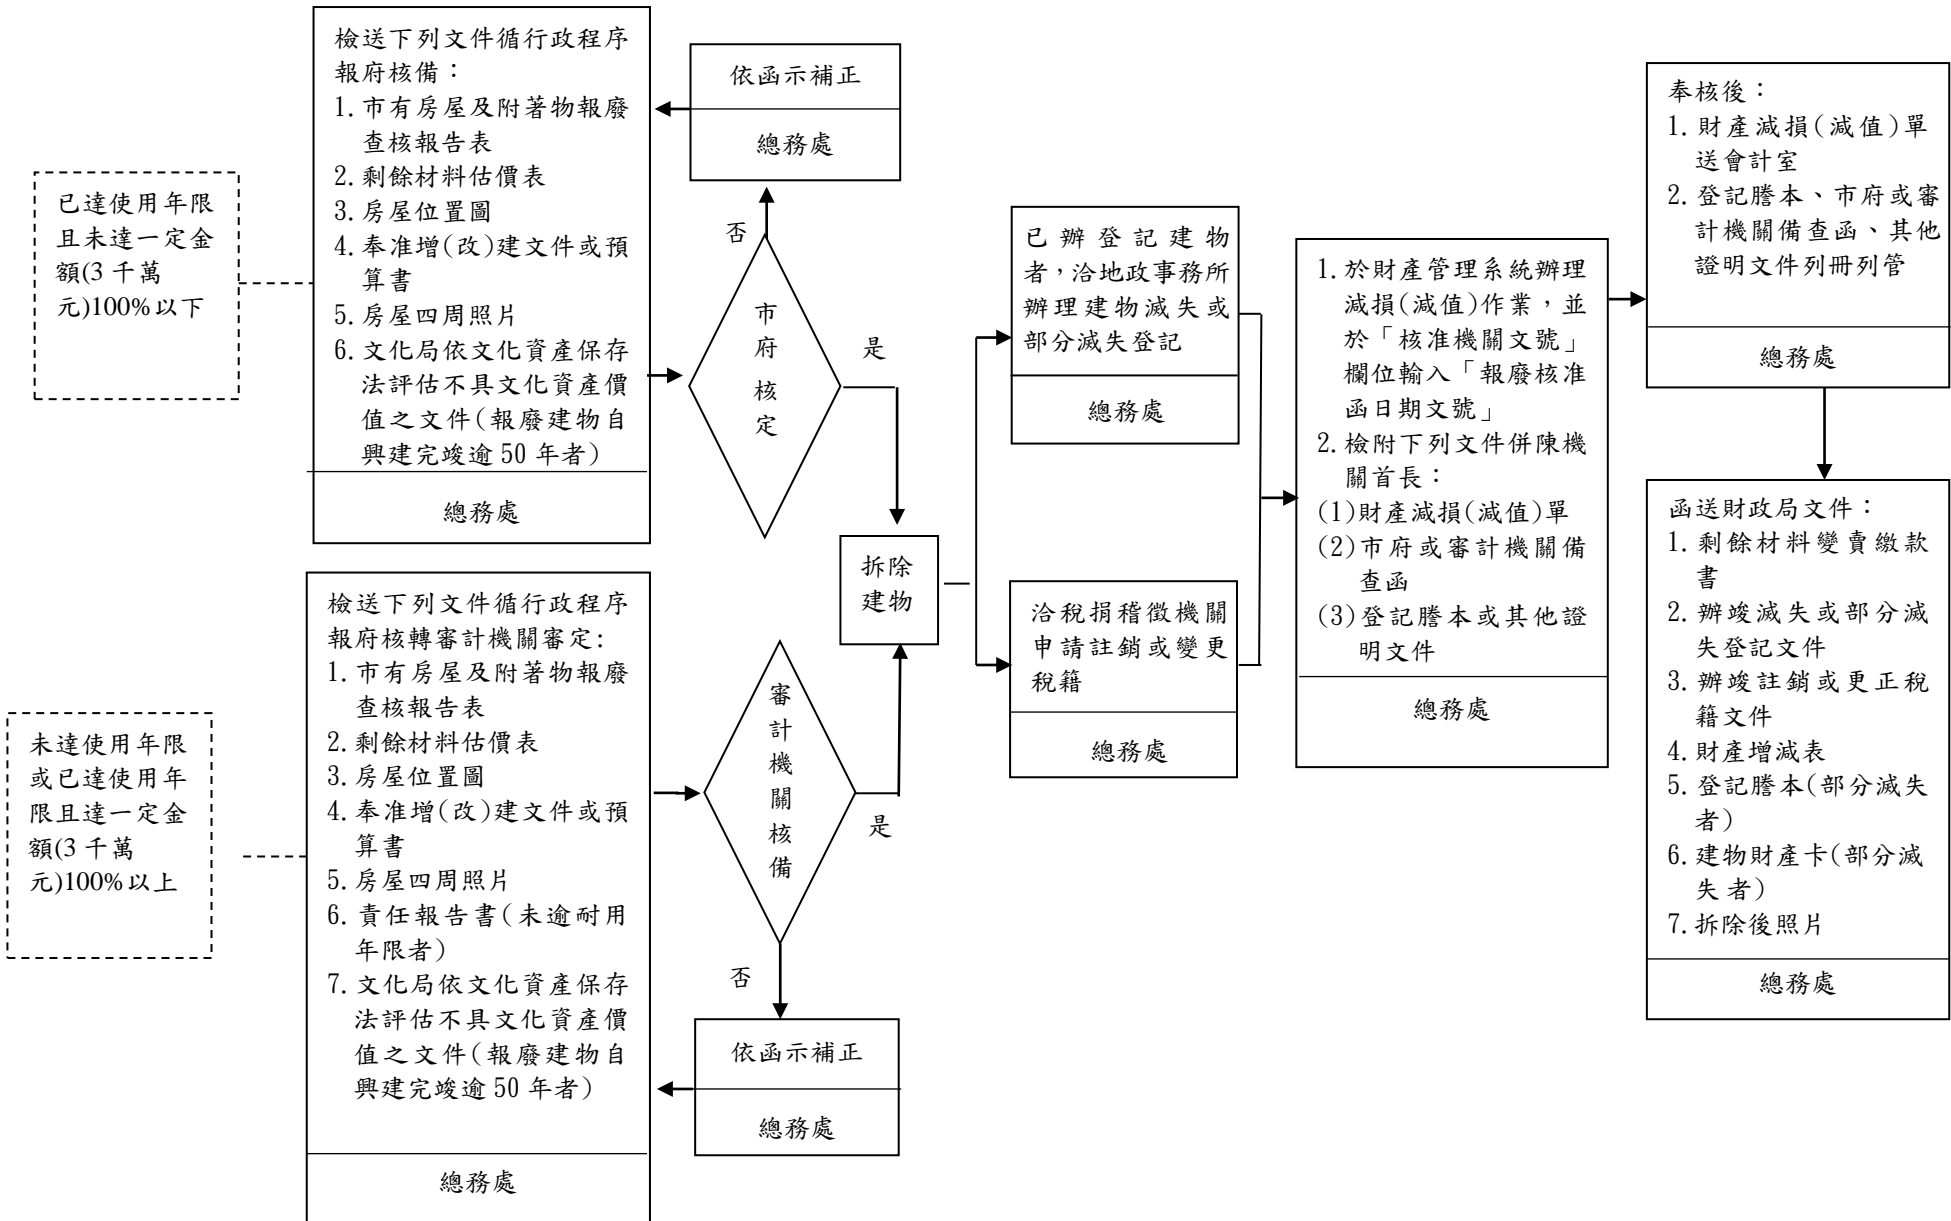 已達使用年限
且未達一定金
額(3 千萬
元)100%以下
檢送下列文件循行政程序
報府核備：
1.市有房屋及附著物報廢
查核報告表
2.剩餘材料估價表
3.房屋位置圖
4.奉准增(改)建文件或預
算書
5.房屋四周照片
6.文化局依文化資產保存
法評估不具文化資產價
值之文件(報廢建物自
興建完竣逾 50 年者)
總務處
依函示補正
總務處
否
市
府
核
定
是
未達使用年限
或已達使用年
限且達一定金
額(3 千萬
元)100%以上
檢送下列文件循行政程序
報府核轉審計機關審定:
1.市有房屋及附著物報廢
查核報告表
2.剩餘材料估價表
3.房屋位置圖
4.奉准增(改)建文件或預
算書
5.房屋四周照片
6.責任報告書(未逾耐用
年限者)
7.文化局依文化資產保存
法評估不具文化資產價
值之文件(報廢建物自
興建完竣逾 50 年者)
總務處
審
計
機
關
核
備
是
否
依函示補正
總務處
拆除
建物
已辦登記建物
者，洽地政事務所
辦理建物滅失或
部分滅失登記
總務處
洽稅捐稽徵機關
申請註銷或變更
稅籍
總務處
1.於財產管理系統辦理
減損(減值)作業，並
於「核准機關文號」
欄位輸入「報廢核准
函日期文號」
2.檢附下列文件併陳機
關首長：
(1)財產減損(減值)單
(2)市府或審計機關備
查函
(3)登記謄本或其他證
明文件
總務處
奉核後：
1.財產減損(減值)單
送會計室
2.登記謄本、市府或審
計機關備查函、其他
證明文件列冊列管
總務處
函送財政局文件：
1.剩餘材料變賣繳款
書
2.辦竣滅失或部分滅
失登記文件
3.辦竣註銷或更正稅
籍文件
4.財產增減表
5.登記謄本(部分滅失
者)
6.建物財產卡(部分滅
失者)
7.拆除後照片
總務處